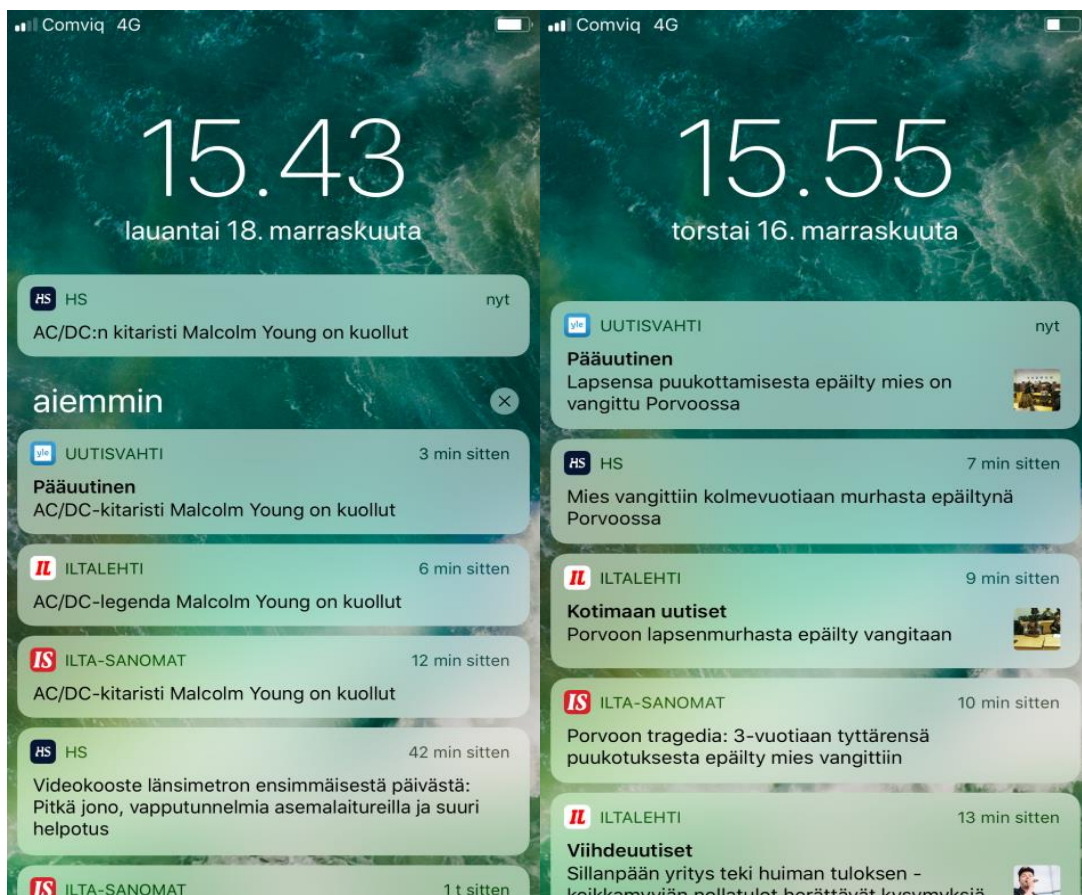 Comviq 4G
15.43
lauantai 18. marraskuuta
HS HS nyt
AC/DC:n kitaristi Malcolm Young on kuollut
aiemmin
yle UUTISVAHTI 3 min sitten
Pääuutinen
AC/DC-kitaristi Malcolm Young on kuollut
IL ILTALEHTI 6 min sitten
AC/DC-legenda Malcolm Young on kuollut
IS ILTA-SANOMAT 12 min sitten
AC/DC-kitaristi Malcolm Young on kuollut
HS HS 42 min sitten
Videokooste länsimetron ensimmäisestä päivästä:
Pitkä jono, vapputunnelmia asemalaitureilla ja suuri
helpotus
IS ILTA-SANOMAT 1 t sitten
Comviq 4G
15.55
torstai 16. marraskuuta
yle UUTISVAHTI nyt
Pääuutinen
Lapsensa puukottamisesta epäilty mies on
vangittu Porvoossa
HS HS 7 min sitten
Mies vangittiin kolmevuotiaan murhasta epäiltynä
Porvoossa
IL ILTALEHTI 9 min sitten
Kotimaan uutiset
Porvoon lapsenmurhasta epäilty vangitaan
IS ILTA-SANOMAT 10 min sitten
Porvoon tragedia: 3-vuotiaan tyttärensä
puukotuksesta epäilty mies vangittiin
IL ILTALEHTI 13 min sitten
Viihdeuutiset
Sillanpään yritys teki huiman tuloksen -
keikkamyyjän nollatulot herättävät kysymyksiä